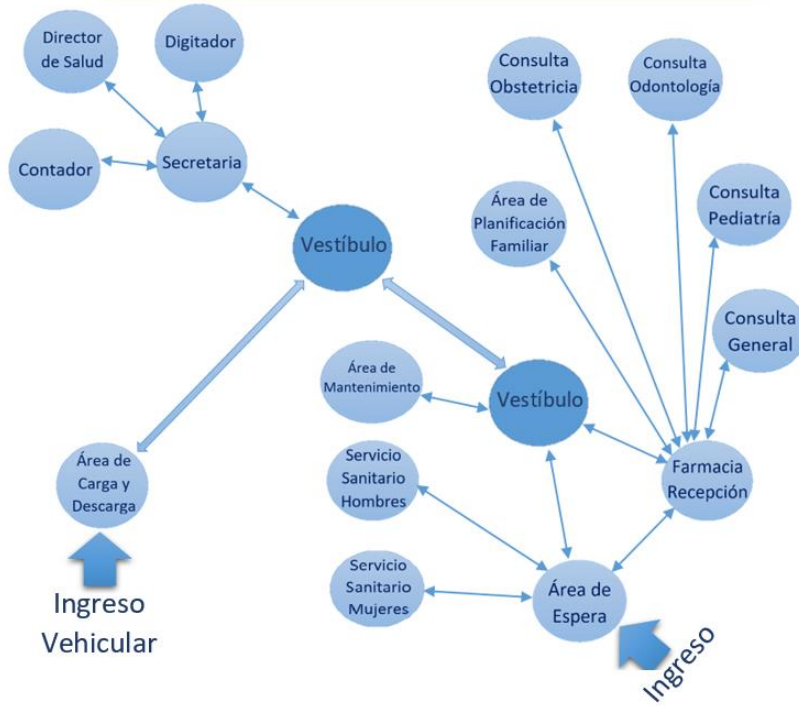 Director
de Salud
Digitador
Contador
Secretaria
Vestíbulo
Consulta
Obstetricia
Consulta
Odontología
Área de
Planificación
Familiar
Consulta
Pediatría
Consulta
General
Área de
Mantenimiento
Vestíbulo
Servicio
Sanitario
Hombres
Farmacia
Recepción
Área de
Carga y
Descarga
Servicio
Sanitario
Mujeres
Área de
Espera
Ingreso
Vehicular
Ingreso